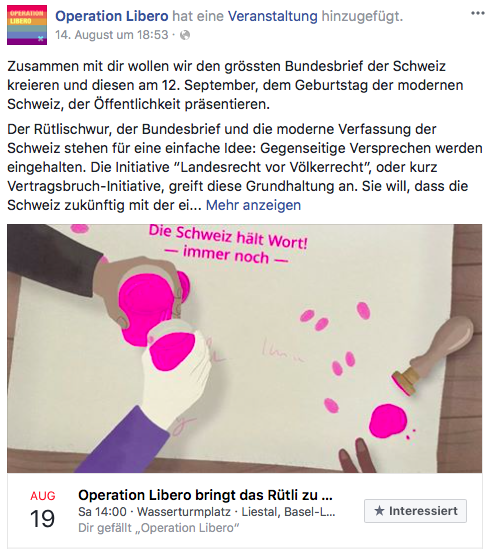 OPERATION
LIBERO
Operation Libero hat eine Veranstaltung hinzugefügt.
14. August um 18:53 ·
Zusammen mit dir wollen wir den grössten Bundesbrief der Schweiz
kreieren und diesen am 12. September, dem Geburtstag der modernen
Schweiz, der Öffentlichkeit präsentieren.
Der Rütlischwur, der Bundesbrief und die moderne Verfassung der
Schweiz stehen für eine einfache Idee: Gegenseitige Versprechen werden
eingehalten. Die Initiative “Landesrecht vor Völkerrecht”, oder kurz
Vertragsbruch-Initiative, greift diese Grundhaltung an. Sie will, dass die
Schweiz zukünftig mit der ei... Mehr anzeigen
Die Schweiz hält Wort!
— immer noch —
AUG
19
Operation Libero bringt das Rütli zu ...
Sa 14:00 · Wasserturmplatz · Liestal, Basel-L...
Dir gefällt „Operation Libero“
★ Interessiert